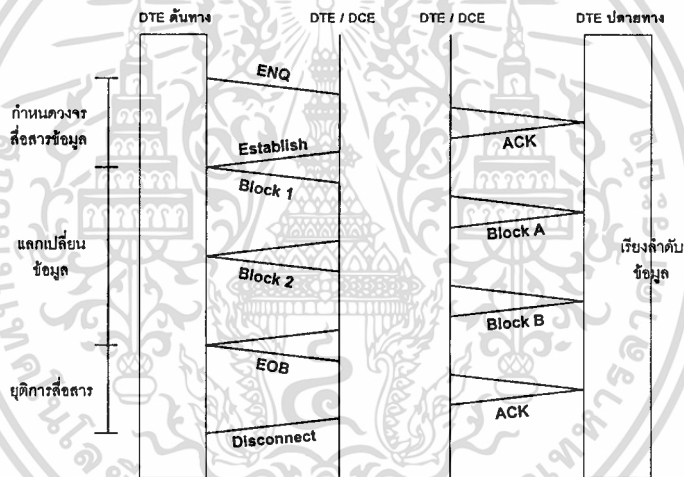 DTE ต้นทาง
DTE / DCE
DTE / DCE
DTE ปลายทาง
ENQ
กำหนดวงจร
สื่อสารข้อมูล
ACK
Establish
Block 1
Block A
แลกเปลี่ยน
ข้อมูล
เรียงลำดับ
ข้อมูล
Block 2
Block B
EOB
ยุติการสื่อสาร
ACK
Disconnect